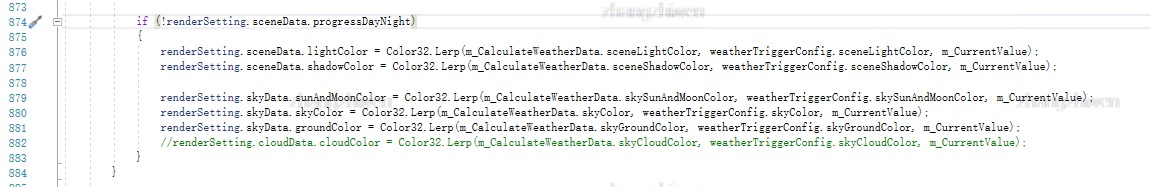 873
874 if (!renderSetting.sceneData.progressDayNight)
875 {
876 renderSetting.sceneData.lightColor = Color32.Lerp(m_CalculateWeatherData.sceneLightColor, weatherTriggerConfig.sceneLightColor, m_CurrentValue);
877 renderSetting.sceneData.shadowColor = Color32.Lerp(m_CalculateWeatherData.sceneShadowColor, weatherTriggerConfig.sceneShadowColor, m_CurrentValue);
878
879 renderSetting.skyData.sunAndMoonColor = Color32.Lerp(m_CalculateWeatherData.skySunAndMoonColor, weatherTriggerConfig.skySunAndMoonColor, m_CurrentValue);
880 renderSetting.skyData.skyColor = Color32.Lerp(m_CalculateWeatherData.skyColor, weatherTriggerConfig.skyColor, m_CurrentValue);
881 renderSetting.skyData.groundColor = Color32.Lerp(m_CalculateWeatherData.skyGroundColor, weatherTriggerConfig.skyGroundColor, m_CurrentValue);
882 //renderSetting.cloudData.cloudColor = Color32.Lerp(m_CalculateWeatherData.skyCloudColor, weatherTriggerConfig.skyCloudColor, m_CurrentValue);
883 }
884 }